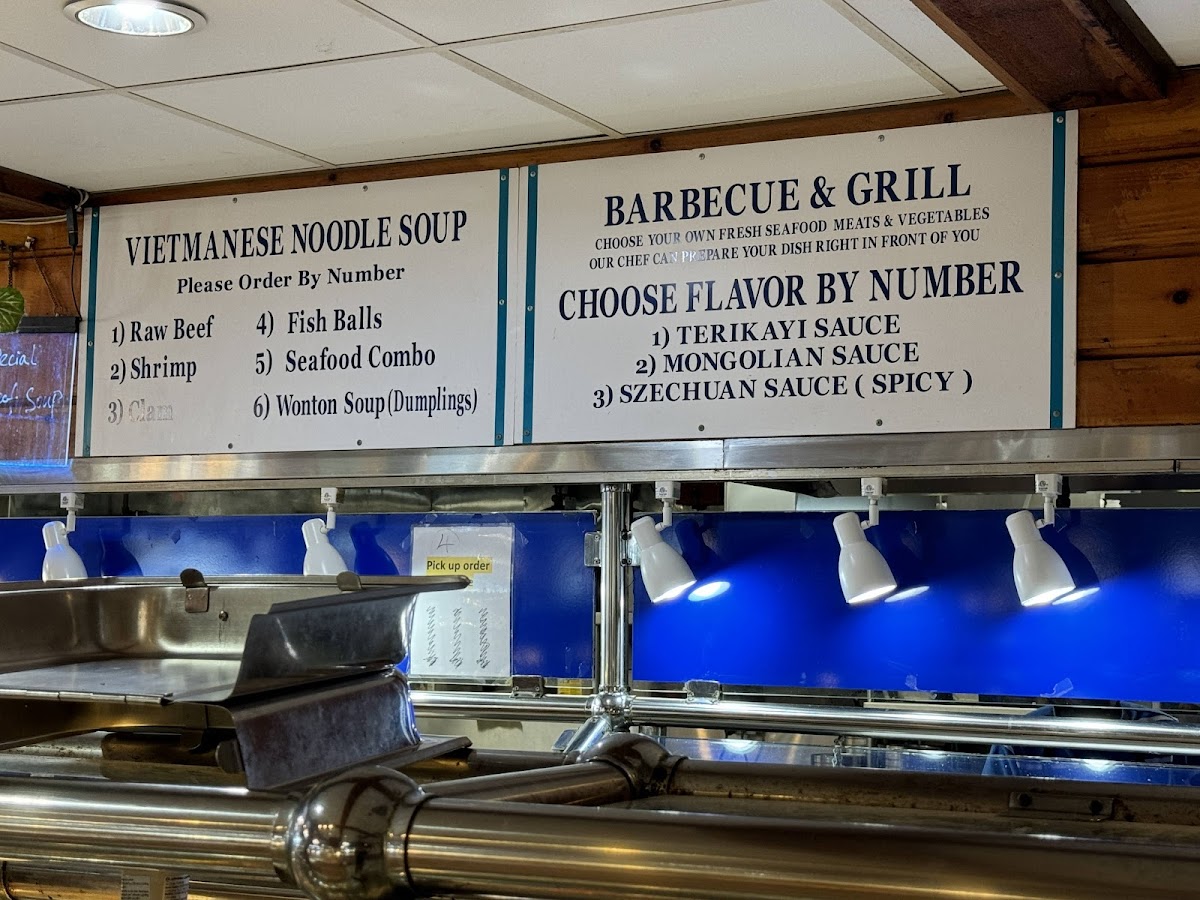 VIETMANESE NOODLE SOUP
Please Order By Number
1) Raw Beef
2) Shrimp
3) Clam
4) Fish Balls
5) Seafood Combo
6) Wonton Soup (Dumplings)
BARBECUE & GRILL
CHOOSE YOUR OWN FRESH SEAFOOD MEATS & VEGETABLES
OUR CHEF CAN PREPARE YOUR DISH RIGHT IN FRONT OF YOU
CHOOSE FLAVOR BY NUMBER
1) TERIKAYI SAUCE
2) MONGOLIAN SAUCE
3) SZECHUAN SAUCE ( SPICY )
ecial
Soup
4
Pick up order